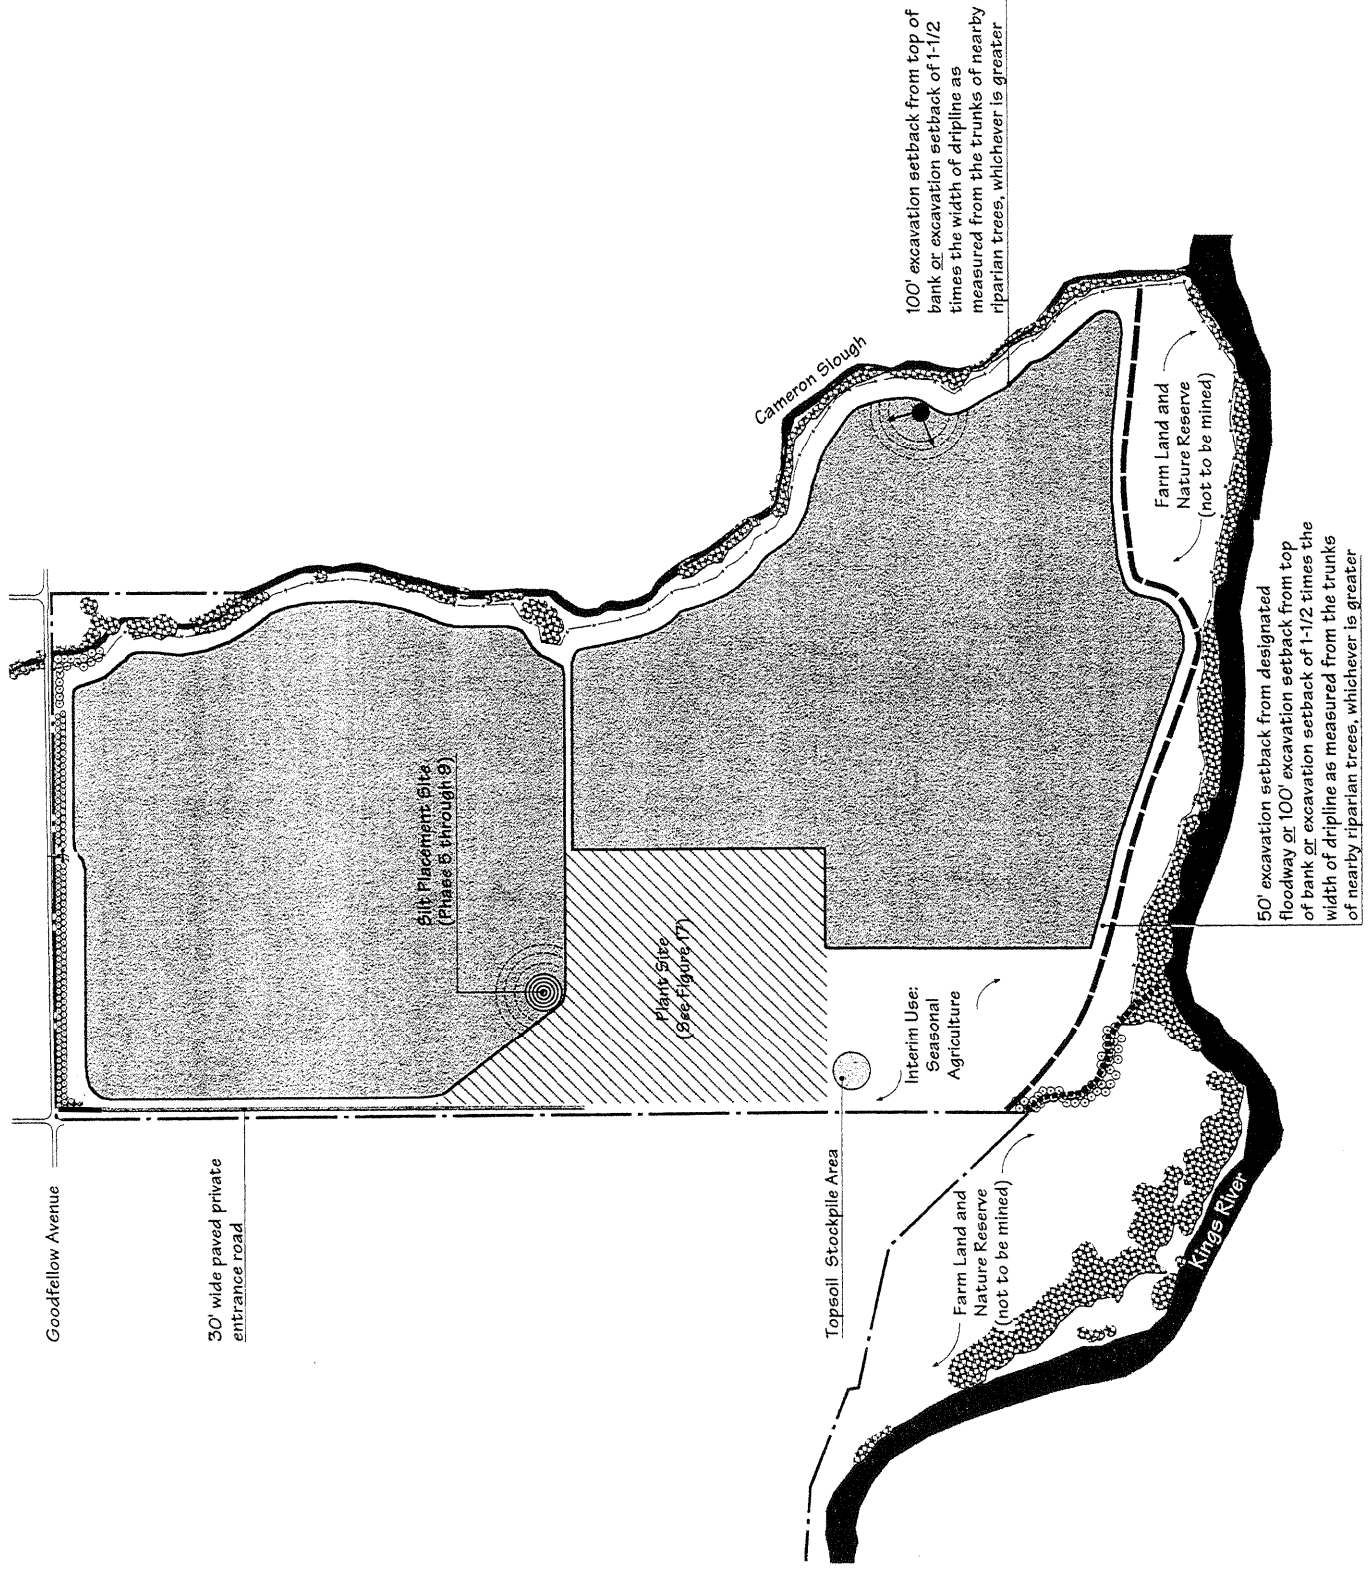 Goodfellow Avenue
30' wide paved private
entrance road
Silt Placement Site
(Phase 5 through 9)
Plant Site
(See Figure 17)
Topsoil Stockpile Area
Interim Use:
Seasonal
Agriculture
Farm Land and
Nature Reserve
(not to be mined)
Kings River
Cameron Slough
100' excavation setback from top of
bank or excavation setback of 1-1/2
times the width of dripline as
measured from the trunks of nearby
riparian trees, whichever is greater
Farm Land and
Nature Reserve
(not to be mined)
50' excavation setback from designated
floodway or 100' excavation setback from top
of bank or excavation setback of 1-1/2 times the
width of dripline as measured from the trunks
of nearby riparian trees, whichever is greater